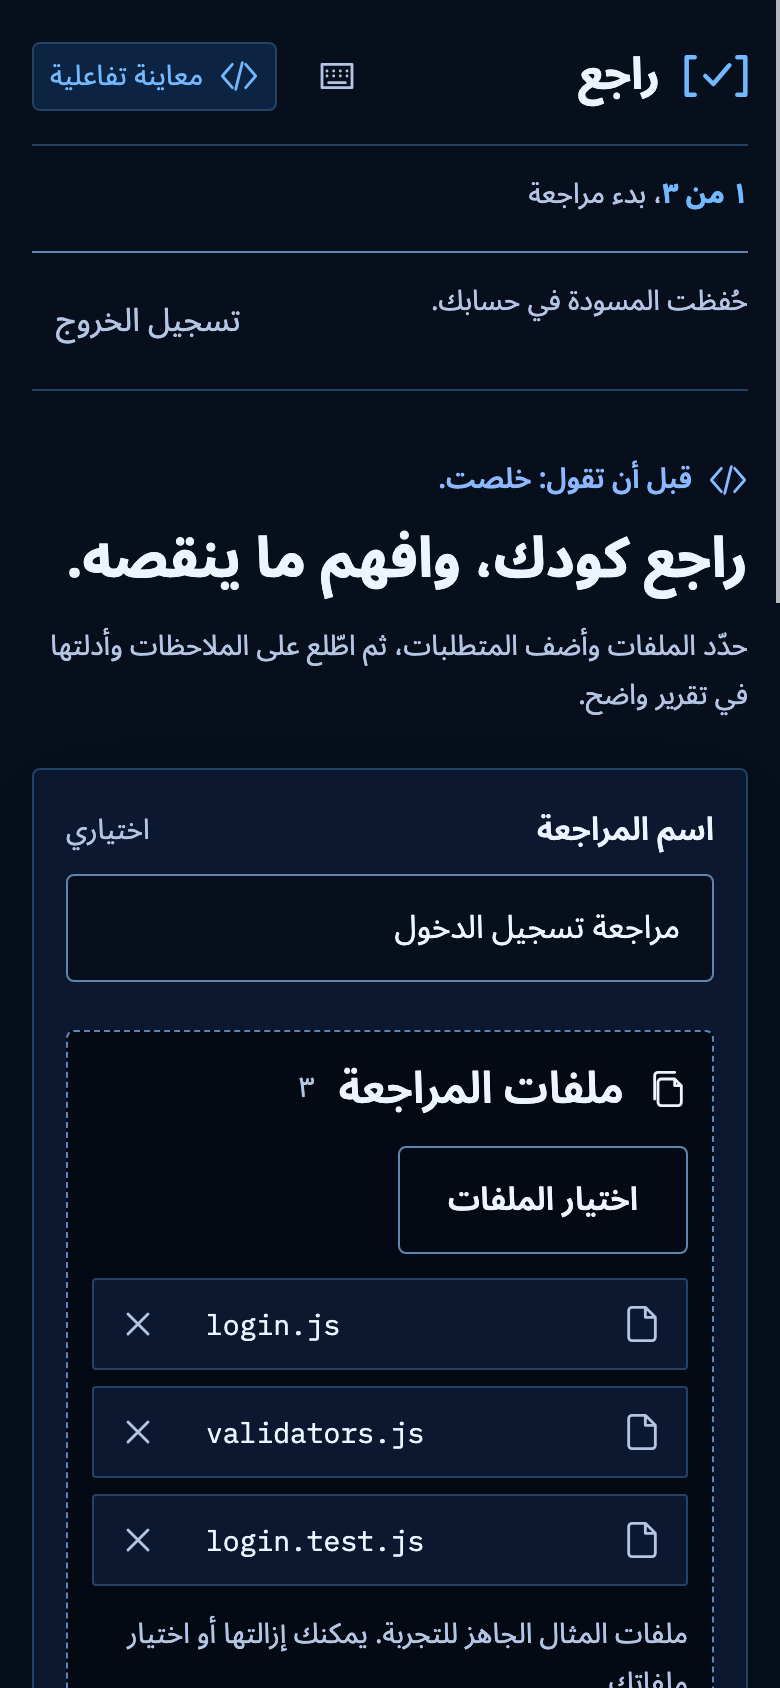 راجع
معاينة تفاعلية
١ من ٣، بدء مراجعة
حُفظت المسودة في حسابك.
تسجيل الخروج
قبل أن تقول: خلصت.
راجع كودك، وافهم ما ينقصه.
حدّد الملفات وأضف المتطلبات، ثم اطّلع على الملاحظات وأدلتها
في تقرير واضح.
اسم المراجعة
اختياري
مراجعة تسجيل الدخول
ملفات المراجعة ٣
اختيار الملفات
login.js
validators.js
login.test.js
ملفات المثال الجاهز للتجربة. يمكنك إزالتها أو اختيار
ملفاتك